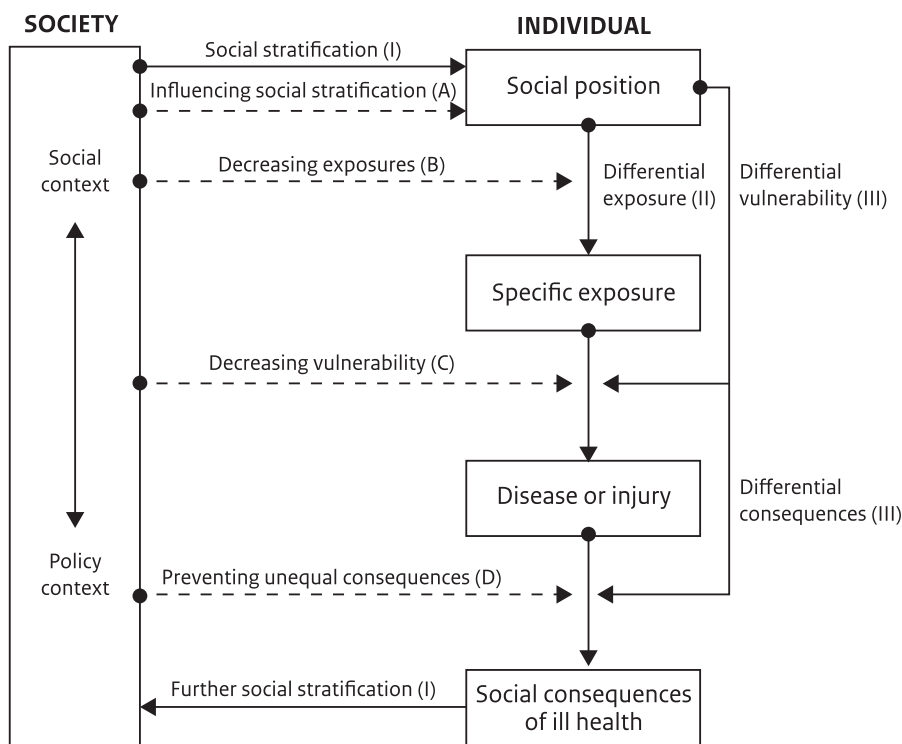 SOCIETY
INDIVIDUAL
Social stratification (I)
Influencing social stratification (A)
Social position
Social
context
Decreasing exposures (B)
Differential
exposure (II)
Differential
vulnerability (III)
Specific exposure
Decreasing vulnerability (C)
Disease or injury
Differential
consequences (III)
Policy
context
Preventing unequal consequences (D)
Further social stratification (I)
Social consequences
of ill health